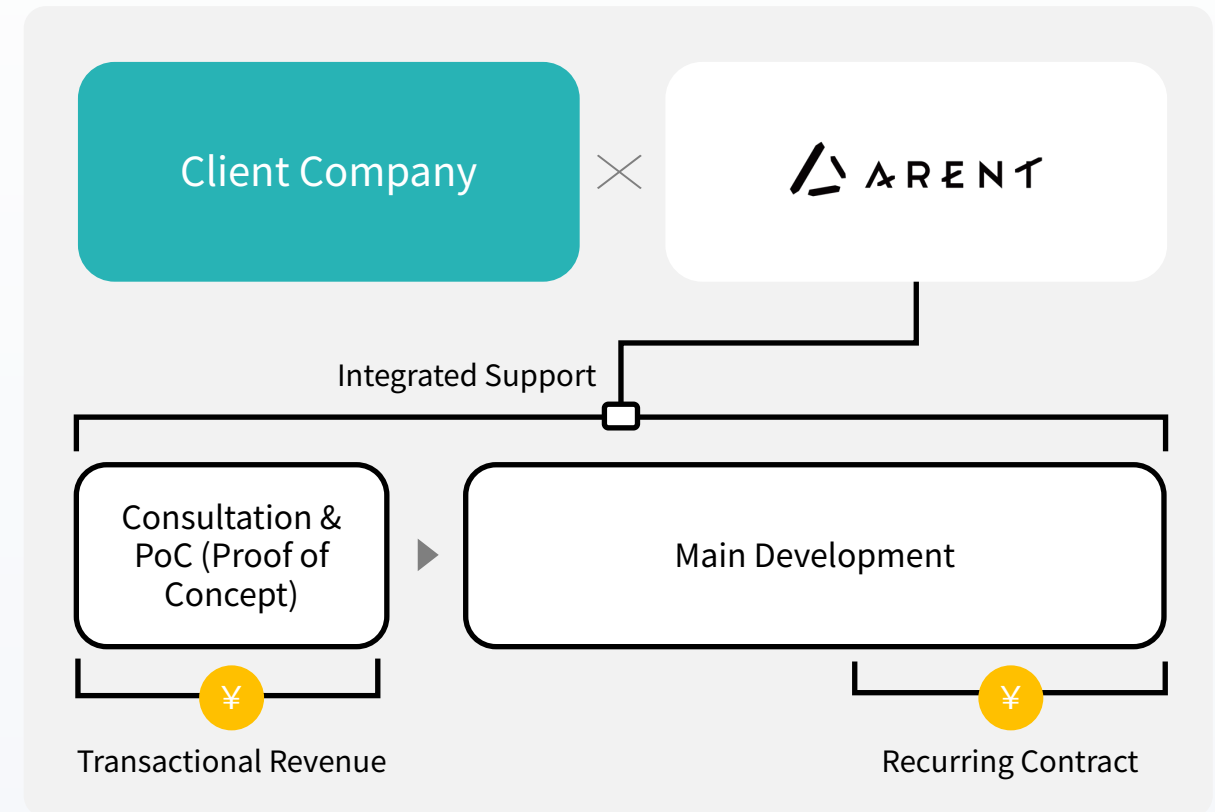 Client Company
ARENT
Integrated Support
Consultation &
PoC (Proof of
Concept)
Main Development
¥
¥
Transactional Revenue
Recurring Contract